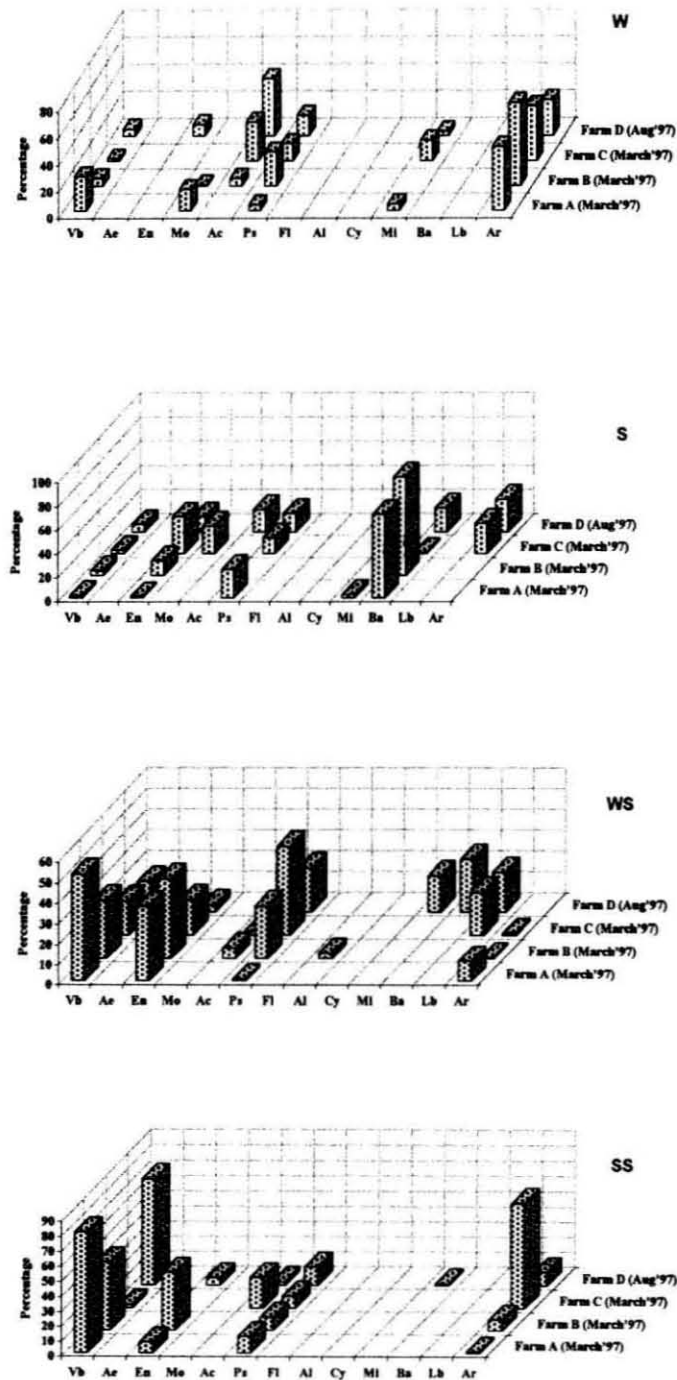 W
Percentage
80
60
40
20
0
Vb Ae En Mo Ac Ps Fl Al Cy Mi Ba Lb Ar
Farm D (Aug'97)
Farm C (March'97)
Farm B (March'97)
Farm A (March'97)
S
Percentage
100
80
60
40
20
0
Vb Ae En Mo Ac Ps Fl Al Cy Mi Ba Lb Ar
Farm D (Aug'97)
Farm C (March'97)
Farm B (March'97)
Farm A (March'97)
WS
Percentage
60
50
40
30
20
10
0
Vb Ae En Mo Ac Ps Fl Al Cy Mi Ba Lb Ar
Farm D (Aug'97)
Farm C (March'97)
Farm B (March'97)
Farm A (March'97)
SS
Percentage
90
80
70
60
50
40
30
20
10
0
Vb Ae En Mo Ac Ps Fl Al Cy Mi Ba Lb Ar
Farm D (Aug'97)
Farm C (March'97)
Farm B (March'97)
Farm A (March'97)